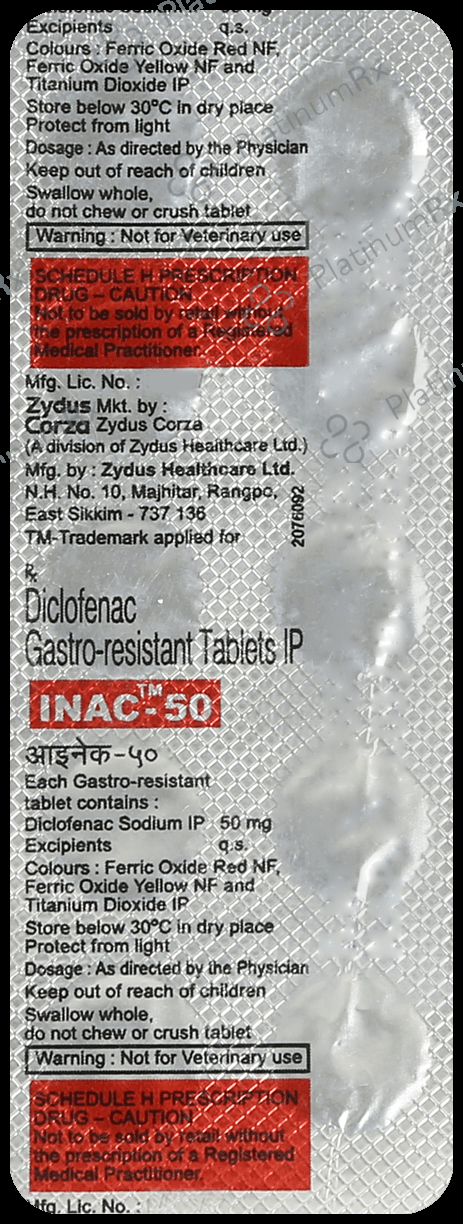 Excipients q.s.
Colours : Ferric Oxide Red NF,
Ferric Oxide Yellow NF and
Titanium Dioxide IP
Store below 30°C in dry place
Protect from light
Dosage : As directed by the Physician
Keep out of reach of children
Swallow whole,
do not chew or crush tablet
Warning : Not for Veterinary use
SCHEDULE H PRESCRIPTION
DRUG – CAUTION
Not to be sold by retail without
the prescription of a Registered
Medical Practitioner.
Mfg. Lic. No. :
Zydus Mkt. by :
Corza Zydus Corza
(A division of Zydus Healthcare Ltd.)
Mfg. by : Zydus Healthcare Ltd.
N.H. No. 10, Majhitar, Rangpo,
East Sikkim - 737 136
TM-Trademark applied for
2076092
Rx
Diclofenac
Gastro-resistant Tablets IP
INAC™-50
आइनेक-५०
Each Gastro-resistant
tablet contains :
Diclofenac Sodium IP 50 mg
Excipients q.s.
Colours : Ferric Oxide Red NF,
Ferric Oxide Yellow NF and
Titanium Dioxide IP
Store below 30°C in dry place
Protect from light
Dosage : As directed by the Physician
Keep out of reach of children
Swallow whole,
do not chew or crush tablet
Warning : Not for Veterinary use
SCHEDULE H PRESCRIPTION
DRUG – CAUTION
Not to be sold by retail without
the prescription of a Registered
Medical Practitioner.
Mfg. Lic. No. :
PlatinumRx
PlatinumRx